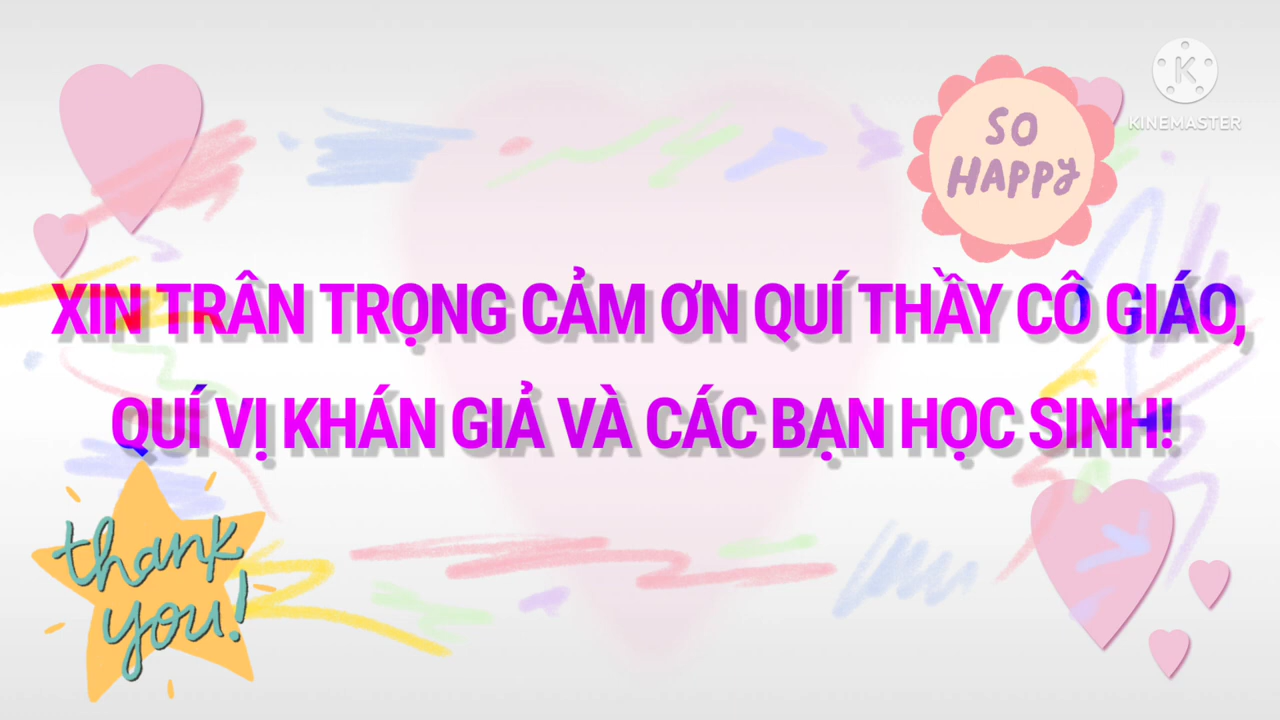 SO
HAPPY
KINEMASTER
XIN TRÂN TRỌNG CẢM ƠN QUÍ THẦY CÔ GIÁO,
QUÍ VỊ KHÁN GIẢ VÀ CÁC BẠN HỌC SINH!
thank
you!